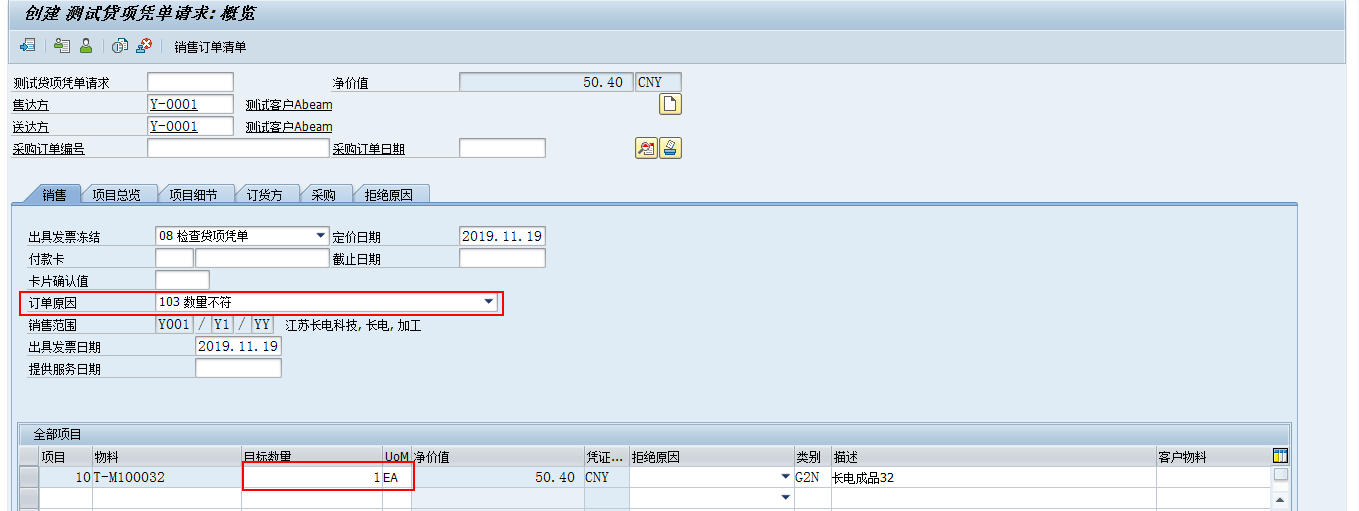 创建 测试贷项凭单请求: 概览
销售订单清单
测试贷项凭单请求 净价值 50.40 CNY
售达方 Y-0001 测试客户Abeam
送达方 Y-0001 测试客户Abeam
采购订单编号 采购订单日期
销售 项目总览 项目细节 订货方 采购 拒绝原因
出具发票冻结 08 检查贷项凭单 定价日期 2019.11.19
付款卡 截止日期
卡片确认值
订单原因 103 数量不符
销售范围 Y001 / Y1 / YY 江苏长电科技, 长电, 加工
出具发票日期 2019.11.19
提供服务日期
全部项目
项目 物料 目标数量 UoM 净价值 凭证... 拒绝原因 类别 描述 客户物料
10 T-M100032 1 EA 50.40 CNY G2N 长电成品32